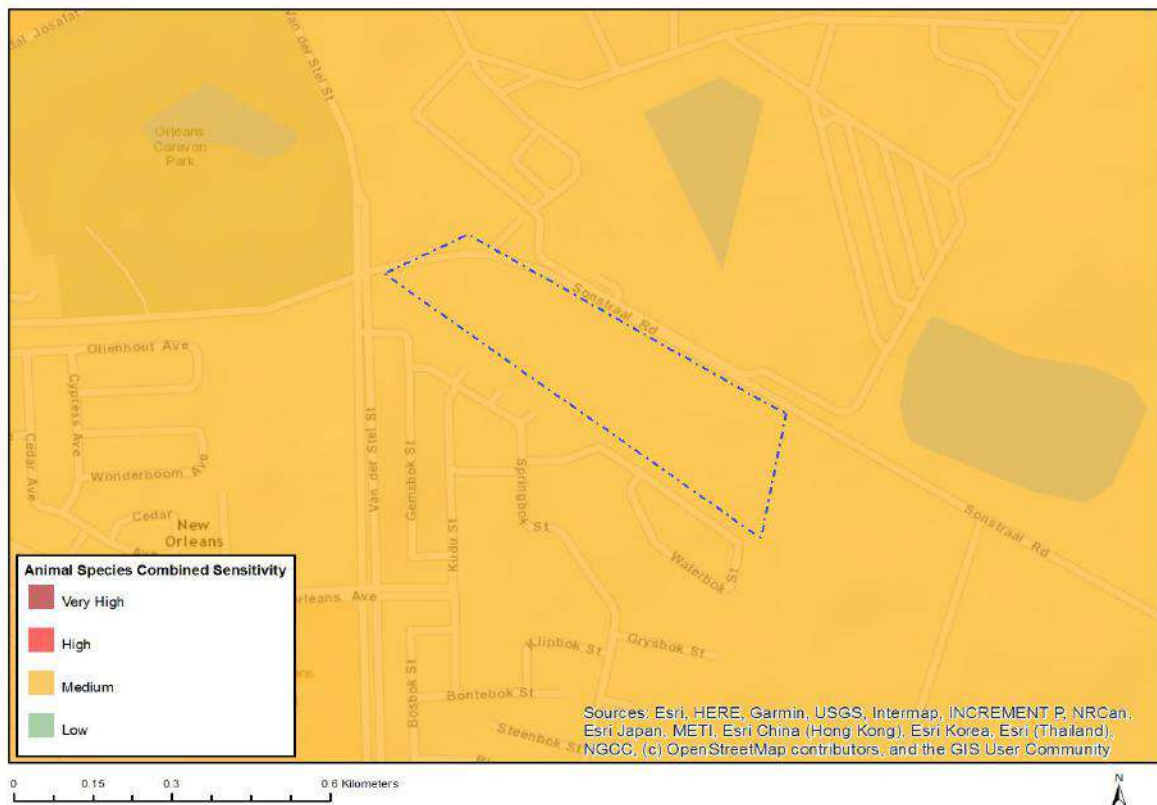 dal Josafat
Van der Stel St
Orleans
Caravan
Park
Sonstraal Rd
Olienhout Ave
Cypress Ave
Cedar Ave
Wonderboom Ave
Cedar
Ave
New
Orleans
Van der Stel St
Gemsbok St
Kudu St
Springbok St
Waterbok St
Sonstraal Rd
Orleans Ave
Klipbok St
Grysbok St
Bosbok St
Bontebok St
Steenbok St
Animal Species Combined Sensitivity
Very High
High
Medium
Low
Sources: Esri, HERE, Garmin, USGS, Intermap, INCREMENT P, NRCan,
Esri Japan, METI, Esri China (Hong Kong), Esri Korea, Esri (Thailand),
NGCC, (c) OpenStreetMap contributors, and the GIS User Community
0 0.15 0.3 0.6 Kilometers
N